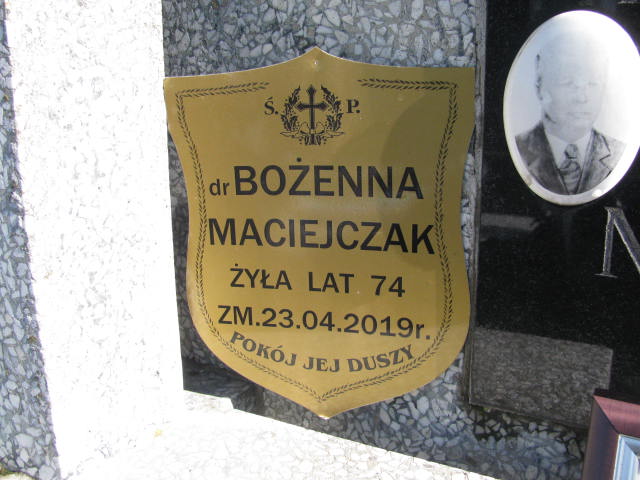 Ś. P.
dr BOŻENNA
MACIEJCZAK
ŻYŁA LAT 74
ZM.23.04.2019r.
POKÓJ JEJ DUSZY